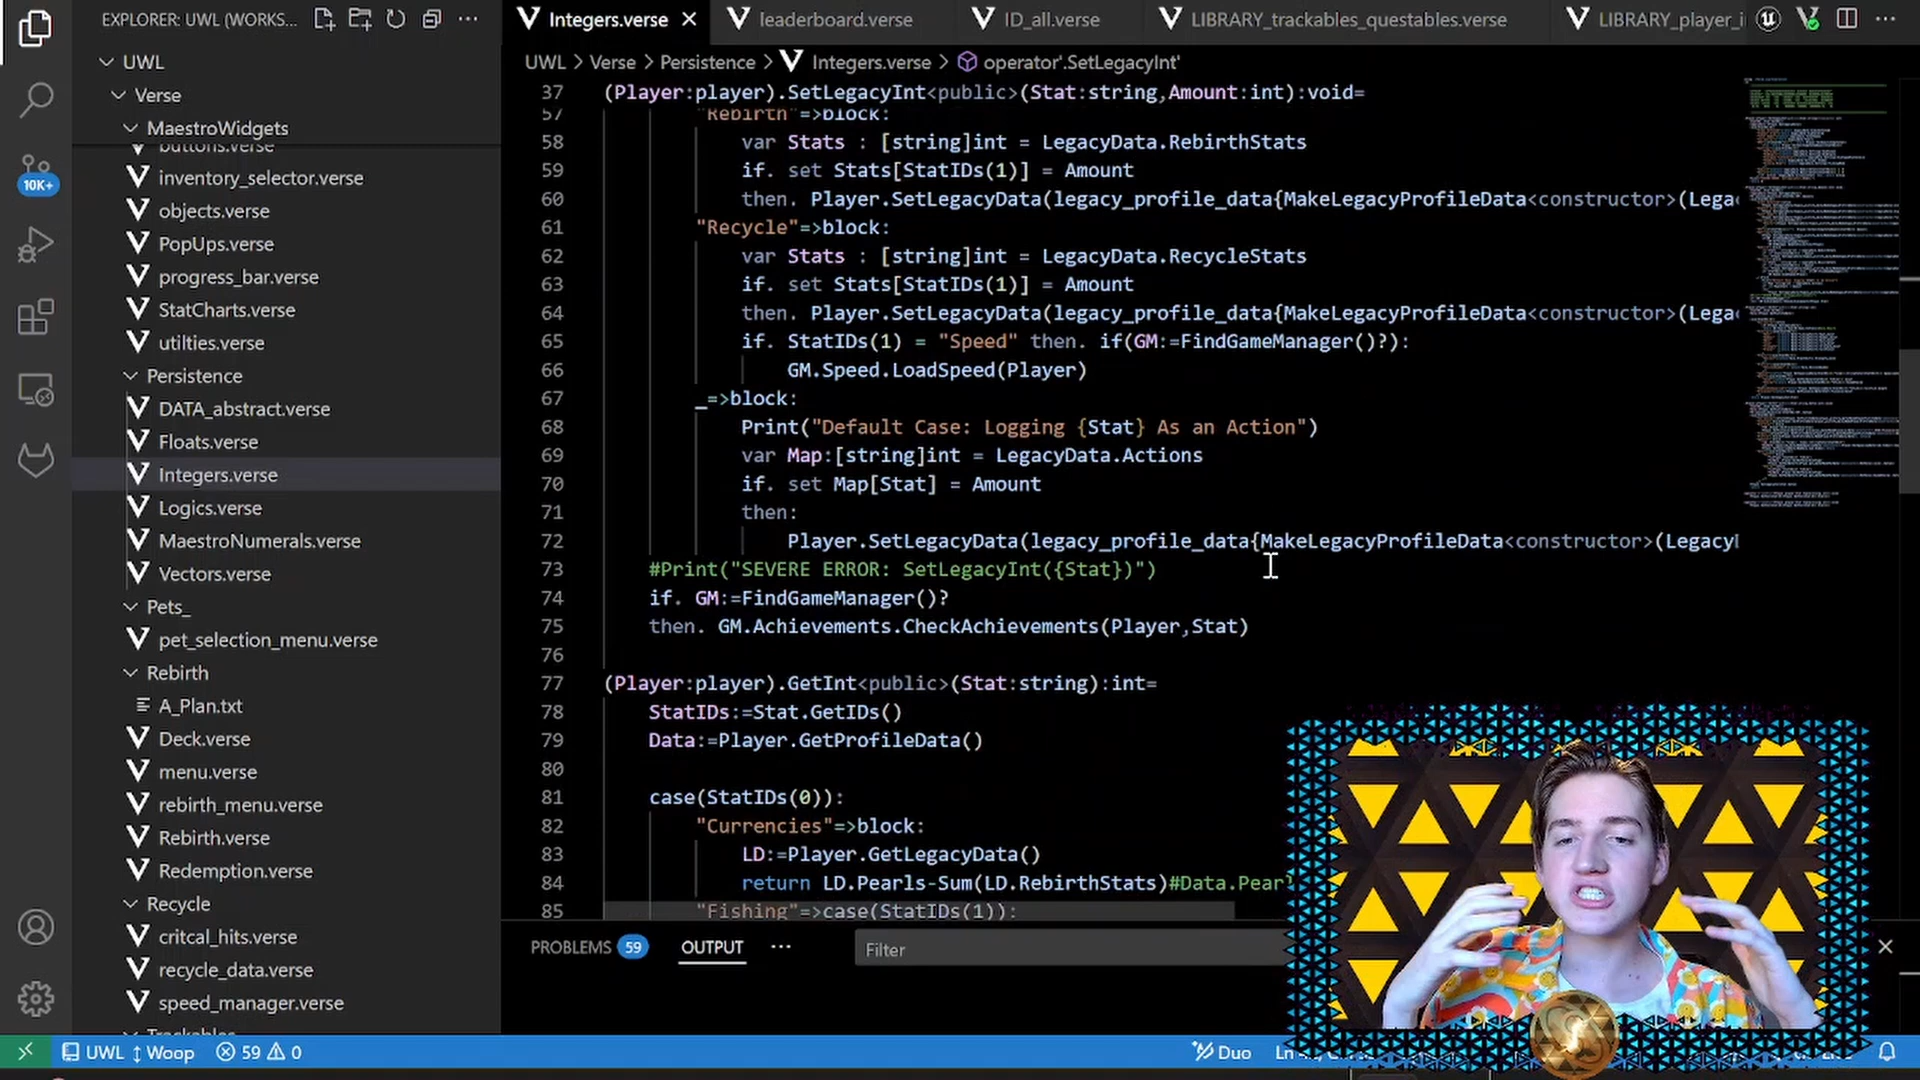 EXPLORER: UWL (WORKS...
UWL
Verse
MaestroWidgets
buttons.verse
inventory_selector.verse
objects.verse
PopUps.verse
progress_bar.verse
StatCharts.verse
utilties.verse
Persistence
DATA_abstract.verse
Floats.verse
Integers.verse
Logics.verse
MaestroNumerals.verse
Vectors.verse
Pets_
pet_selection_menu.verse
Rebirth
A_Plan.txt
Deck.verse
menu.verse
rebirth_menu.verse
Rebirth.verse
Redemption.verse
Recycle
critcal_hits.verse
recycle_data.verse
speed_manager.verse
Trackables
10K+
Integers.verse
leaderboard.verse
ID_all.verse
LIBRARY_trackables_questables.verse
LIBRARY_player_i
UWL > Verse > Persistence > Integers.verse > operator'.SetLegacyInt'
INTEGER
37 (Player:player).SetLegacyInt<public>(Stat:string,Amount:int):void=
57 "Rebirth"=>block:
58 var Stats : [string]int = LegacyData.RebirthStats
59 if. set Stats[StatIDs(1)] = Amount
60 then. Player.SetLegacyData(legacy_profile_data{MakeLegacyProfileData<constructor>(Lega
61 "Recycle"=>block:
62 var Stats : [string]int = LegacyData.RecycleStats
63 if. set Stats[StatIDs(1)] = Amount
64 then. Player.SetLegacyData(legacy_profile_data{MakeLegacyProfileData<constructor>(Lega
65 if. StatIDs(1) = "Speed" then. if(GM:=FindGameManager()?):
66 GM.Speed.LoadSpeed(Player)
67 _=>block:
68 Print("Default Case: Logging {Stat} As an Action")
69 var Map:[string]int = LegacyData.Actions
70 if. set Map[Stat] = Amount
71 then:
72 Player.SetLegacyData(legacy_profile_data{MakeLegacyProfileData<constructor>(Legacy
73 #Print("SEVERE ERROR: SetLegacyInt({Stat})")
74 if. GM:=FindGameManager()?
75 then. GM.Achievements.CheckAchievements(Player,Stat)
76
77 (Player:player).GetInt<public>(Stat:string):int=
78 StatIDs:=Stat.GetIDs()
79 Data:=Player.GetProfileData()
80
81 case(StatIDs(0)):
82 "Currencies"=>block:
83 LD:=Player.GetLegacyData()
84 return LD.Pearls-Sum(LD.RebirthStats)#Data.Pear
85 "Fishing"=>case(StatIDs(1)):
PROBLEMS 59 OUTPUT ...
Filter
UWL Woop 59 0
Duo